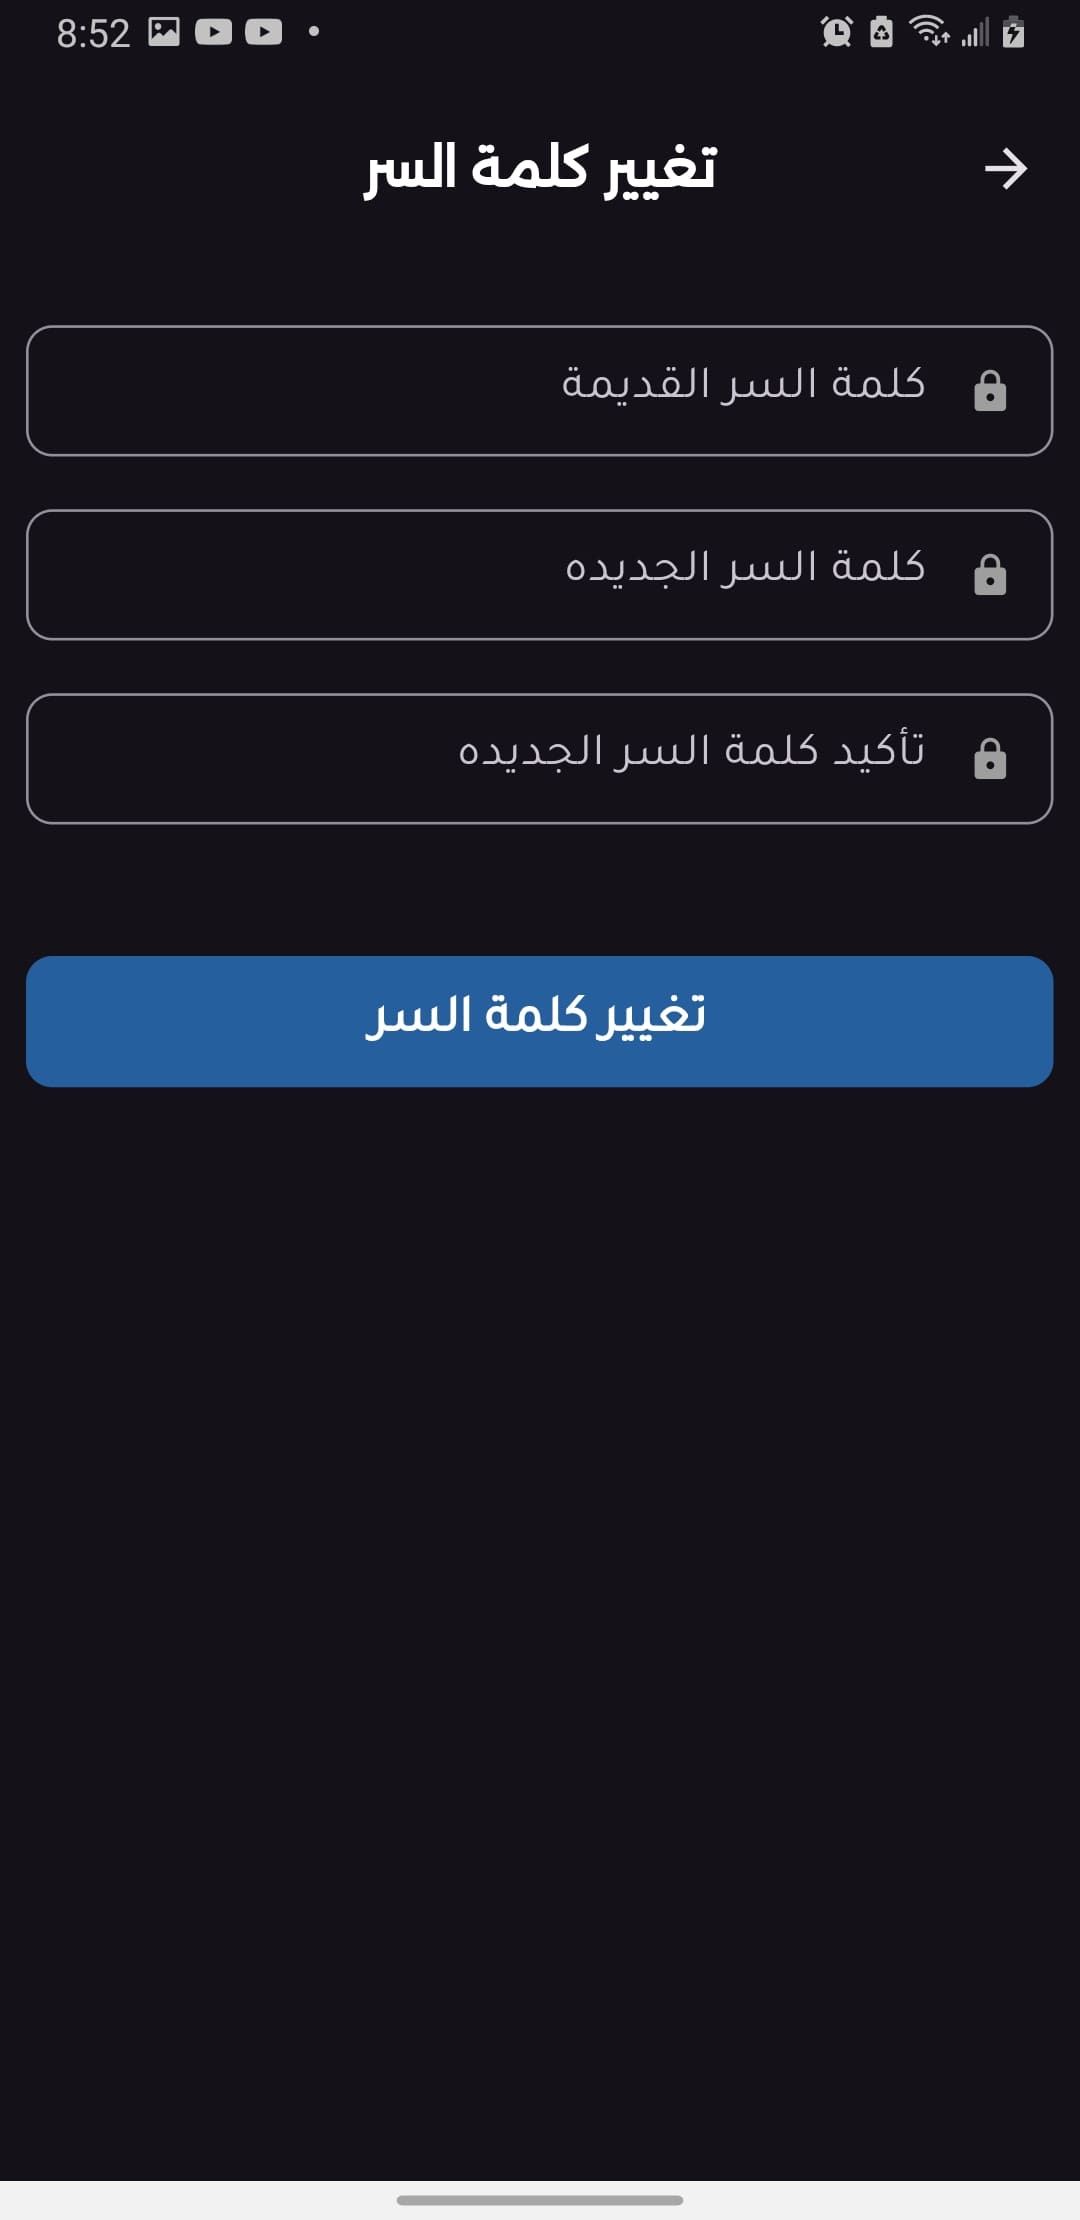 8:52
تغيير كلمة السر
كلمة السر القديمة
كلمة السر الجديده
تأكيد كلمة السر الجديده
تغيير كلمة السر